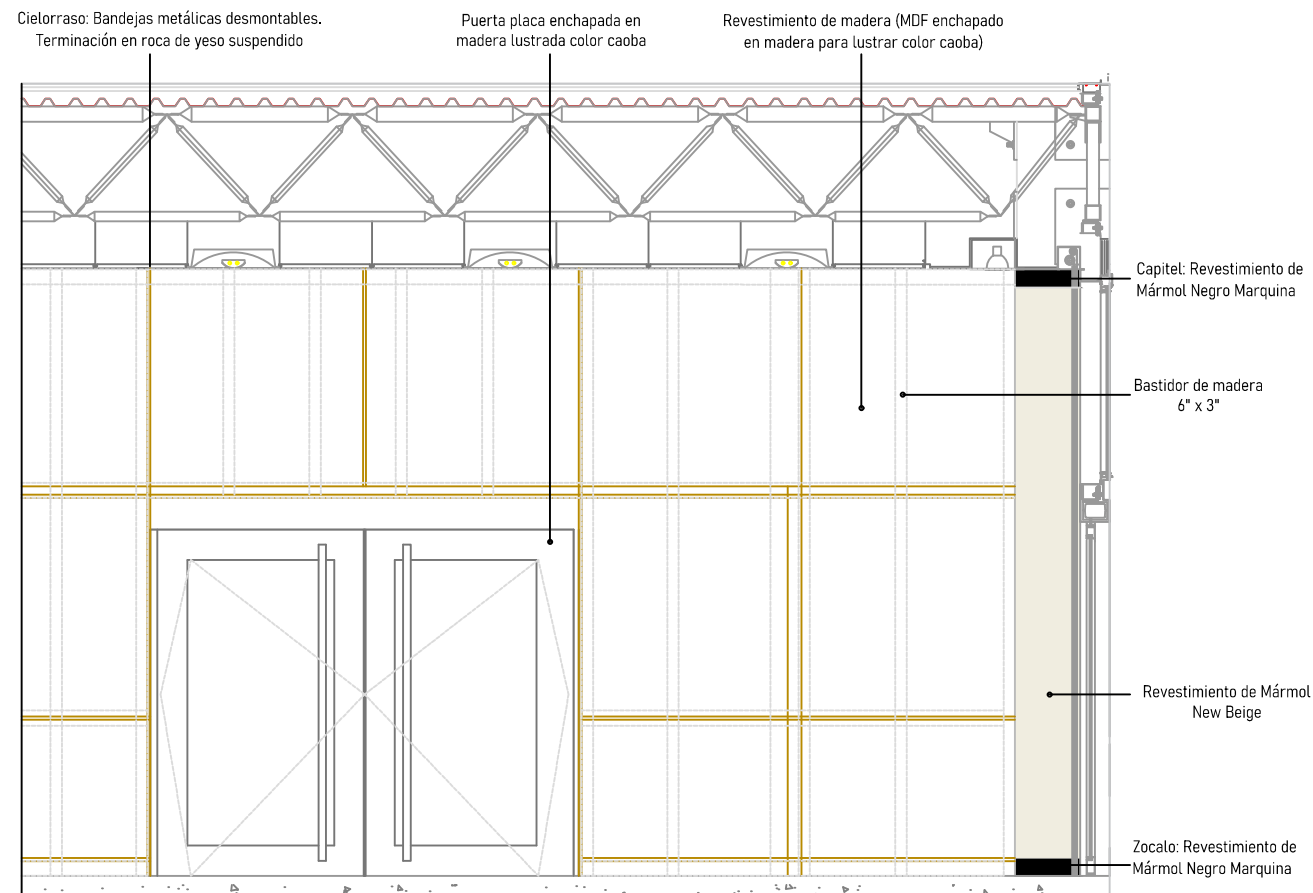 Cielorraso: Bandejas metálicas desmontables.
Terminación en roca de yeso suspendido
Puerta placa enchapada en
madera lustrada color caoba
Revestimiento de madera (MDF enchapado
en madera para lustrar color caoba)
Capitel: Revestimiento de
Mármol Negro Marquina
Bastidor de madera
6" x 3"
Revestimiento de Mármol
New Beige
Zocalo: Revestimiento de
Mármol Negro Marquina